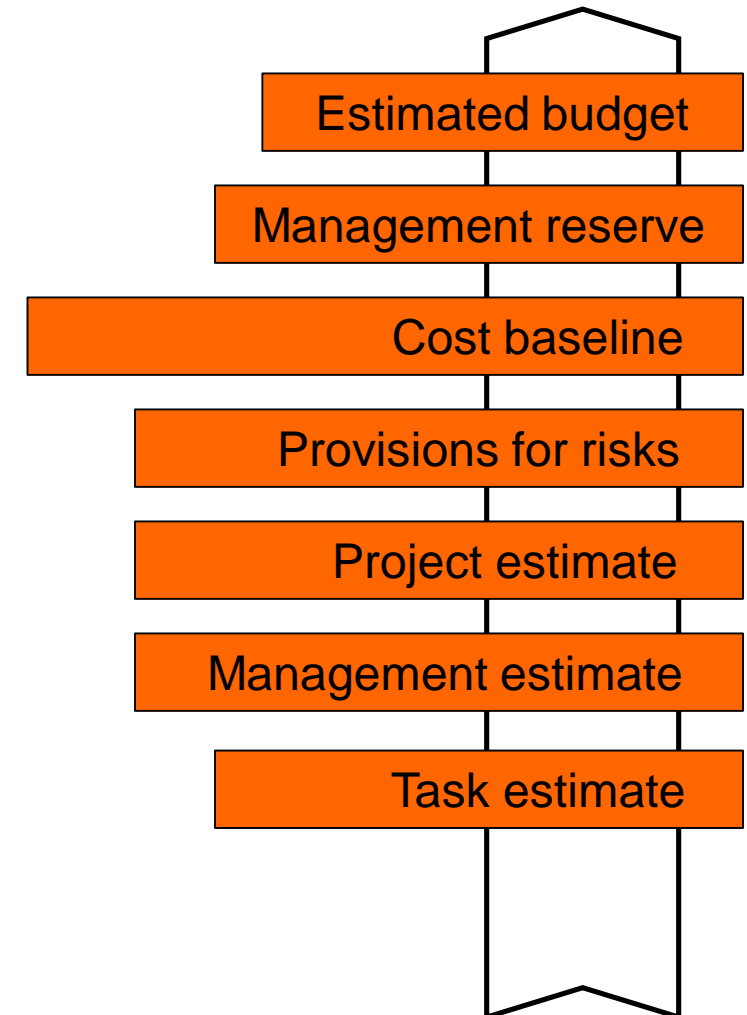 Estimated budget
Management reserve
Cost baseline
Provisions for risks
Project estimate
Management estimate
Task estimate